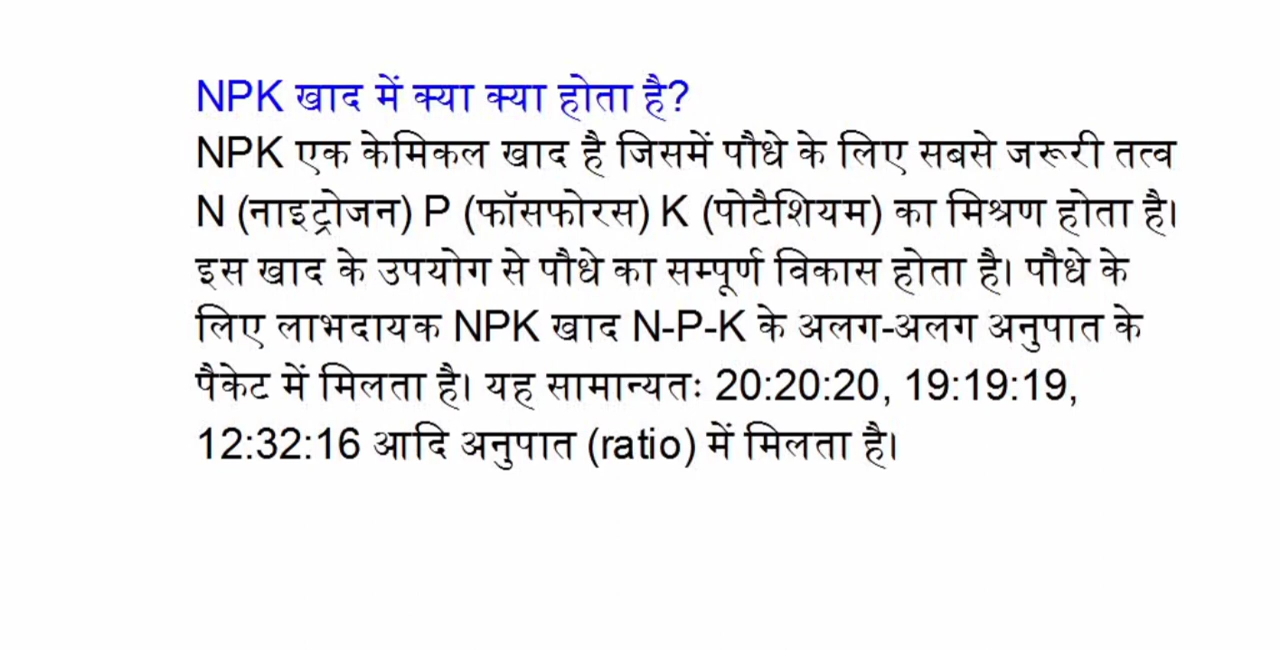 NPK खाद में क्या क्या होता है?
NPK एक केमिकल खाद है जिसमें पौधे के लिए सबसे जरूरी तत्व
N (नाइट्रोजन) P (फॉसफोरस) K (पोटैशियम) का मिश्रण होता है।
इस खाद के उपयोग से पौधे का सम्पूर्ण विकास होता है। पौधे के
लिए लाभदायक NPK खाद N-P-K के अलग-अलग अनुपात के
पैकेट में मिलता है। यह सामान्यतः 20:20:20, 19:19:19,
12:32:16 आदि अनुपात (ratio) में मिलता है।